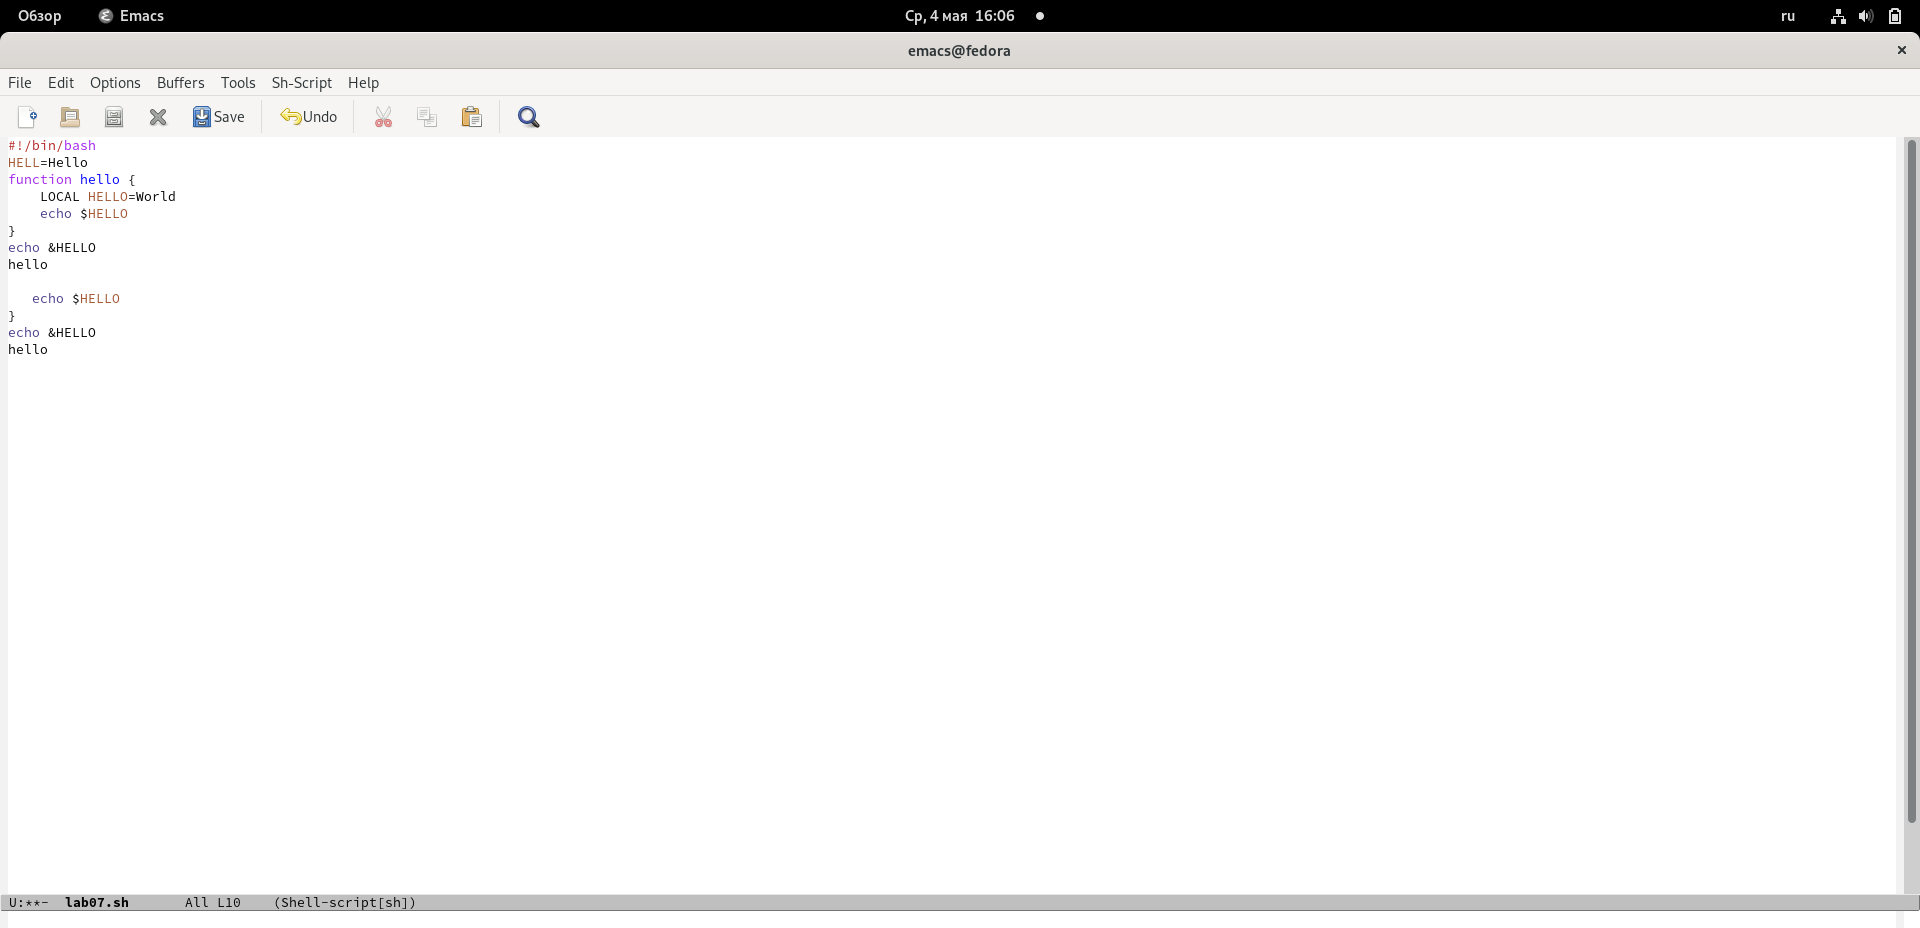 Обзор Emacs Ср, 4 мая 16:06 ru
emacs@fedora
File Edit Options Buffers Tools Sh-Script Help
Save Undo
#!/bin/bash
HELL=Hello
function hello {
    LOCAL HELLO=World
    echo $HELLO
}
echo &HELLO
hello

   echo $HELLO
}
echo &HELLO
hello
U:**-  lab07.sh       All L10    (Shell-script[sh])